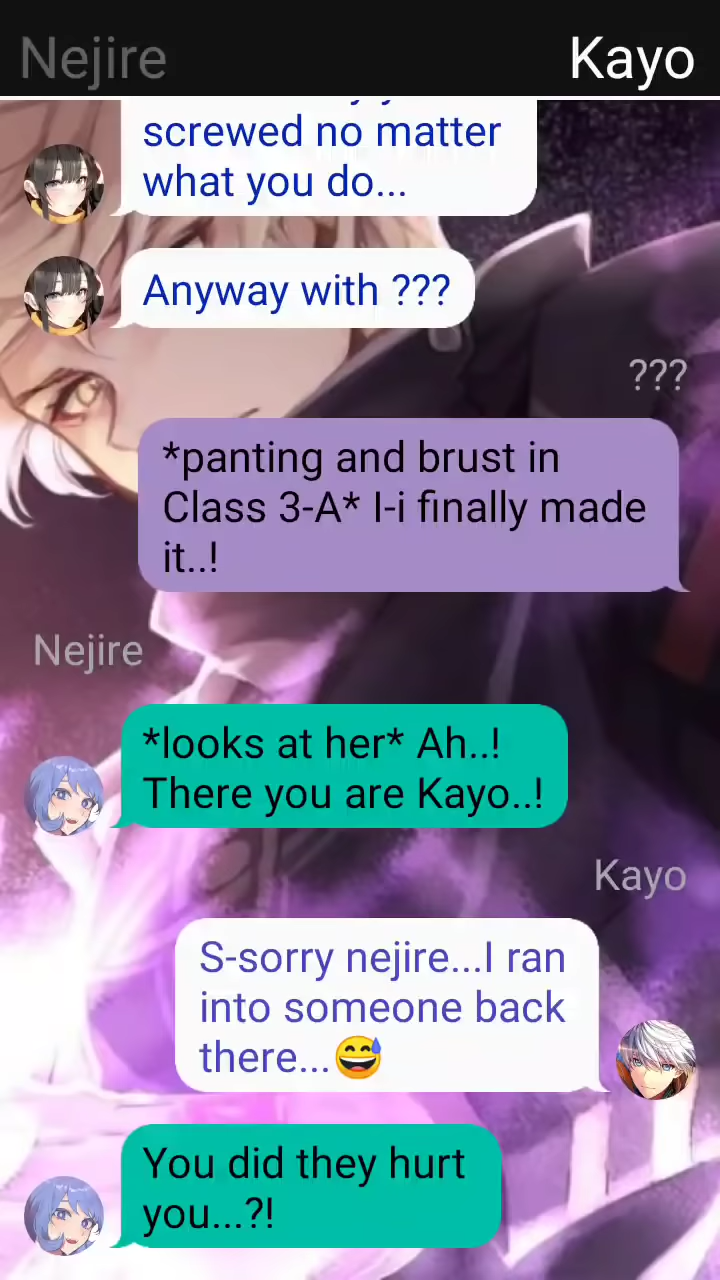 Nejire
Kayo
screwed no matter
what you do...
Anyway with ???
???
*panting and brust in
Class 3-A* I-i finally made
it..!
Nejire
*looks at her* Ah..!
There you are Kayo..!
Kayo
S-sorry nejire...I ran
into someone back
there...😅
You did they hurt
you...?!